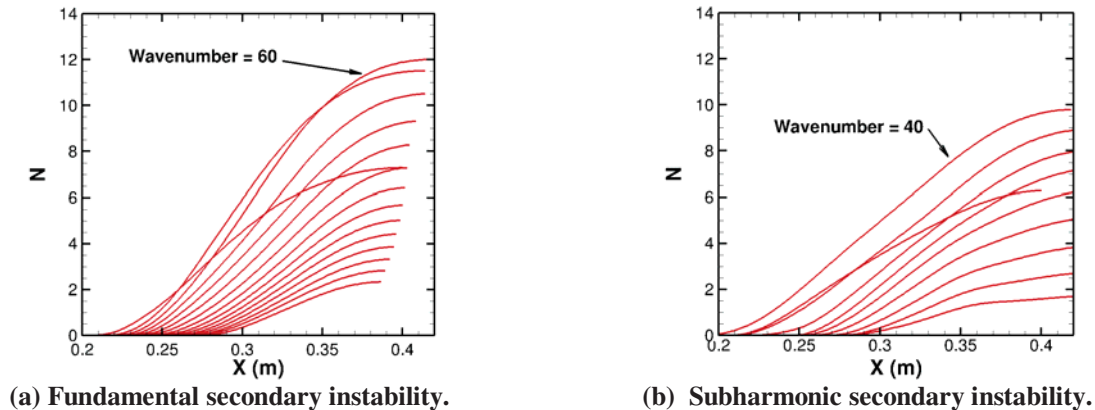 14
12
10
8
6
4
2
0
N
Wavenumber = 60
0.2 0.25 0.3 0.35 0.4
X (m)
(a) Fundamental secondary instability.
14
12
10
8
6
4
2
0
N
Wavenumber = 40
0.2 0.25 0.3 0.35 0.4
X (m)
(b) Subharmonic secondary instability.